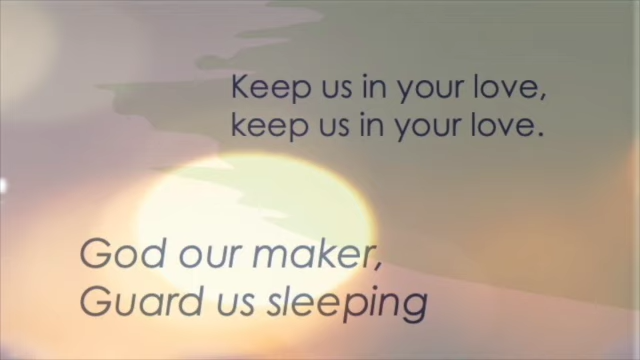 Keep us in your love,
keep us in your love.
God our maker,
Guard us sleeping